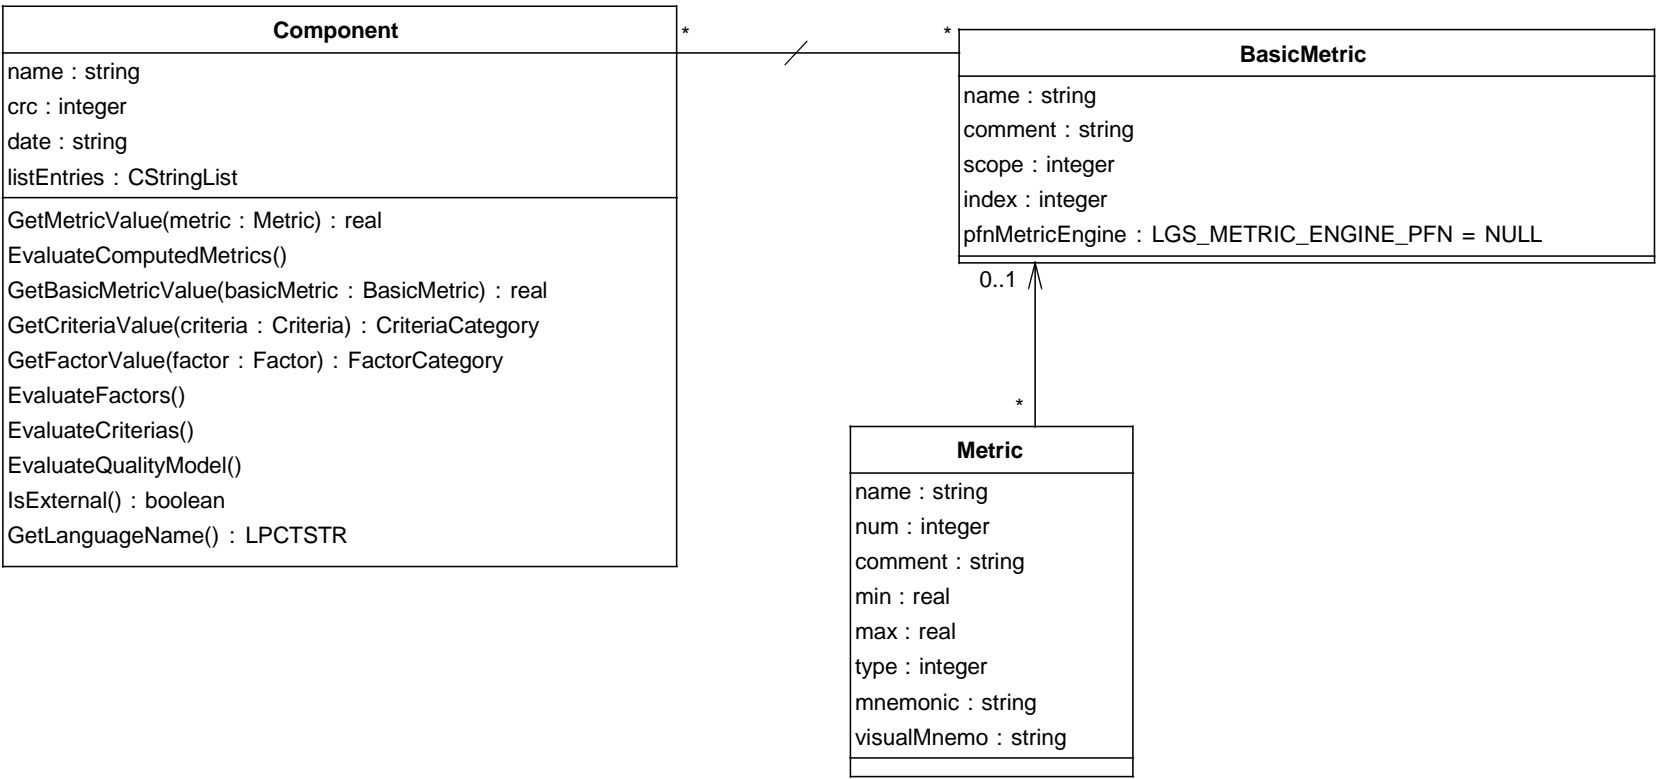 Component
name : string
crc : integer
date : string
listEntries : CStringList
GetMetricValue(metric : Metric) : real
EvaluateComputedMetrics()
GetBasicMetricValue(basicMetric : BasicMetric) : real
GetCriteriaValue(criteria : Criteria) : CriteriaCategory
GetFactorValue(factor : Factor) : FactorCategory
EvaluateFactors()
EvaluateCriterias()
EvaluateQualityModel()
IsExternal() : boolean
GetLanguageName() : LPCTSTR
*
*
BasicMetric
name : string
comment : string
scope : integer
index : integer
pfnMetricEngine : LGS_METRIC_ENGINE_PFN = NULL
0..1
*
Metric
name : string
num : integer
comment : string
min : real
max : real
type : integer
mnemonic : string
visualMnemo : string